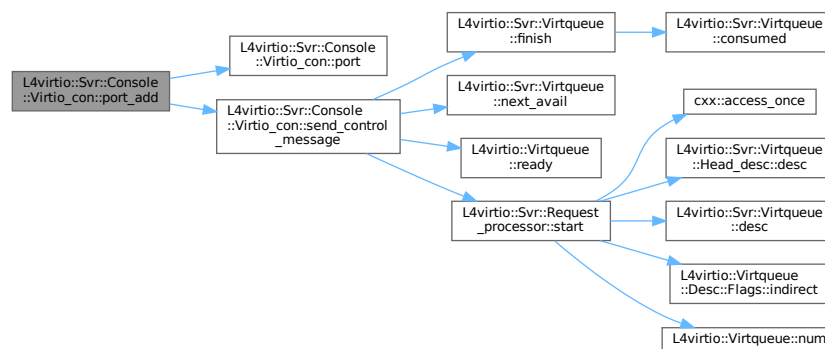 L4virtio::Svr::Console
::Virtio_con::port_add
L4virtio::Svr::Console
::Virtio_con::port
L4virtio::Svr::Console
::Virtio_con::send_control
_message
L4virtio::Svr::Virtqueue
::finish
L4virtio::Svr::Virtqueue
::next_avail
L4virtio::Virtqueue
::ready
L4virtio::Svr::Request
_processor::start
L4virtio::Svr::Virtqueue
::consumed
cxx::access_once
L4virtio::Svr::Virtqueue
::Head_desc::desc
L4virtio::Svr::Virtqueue
::desc
L4virtio::Virtqueue
::Desc::Flags::indirect
L4virtio::Virtqueue::num